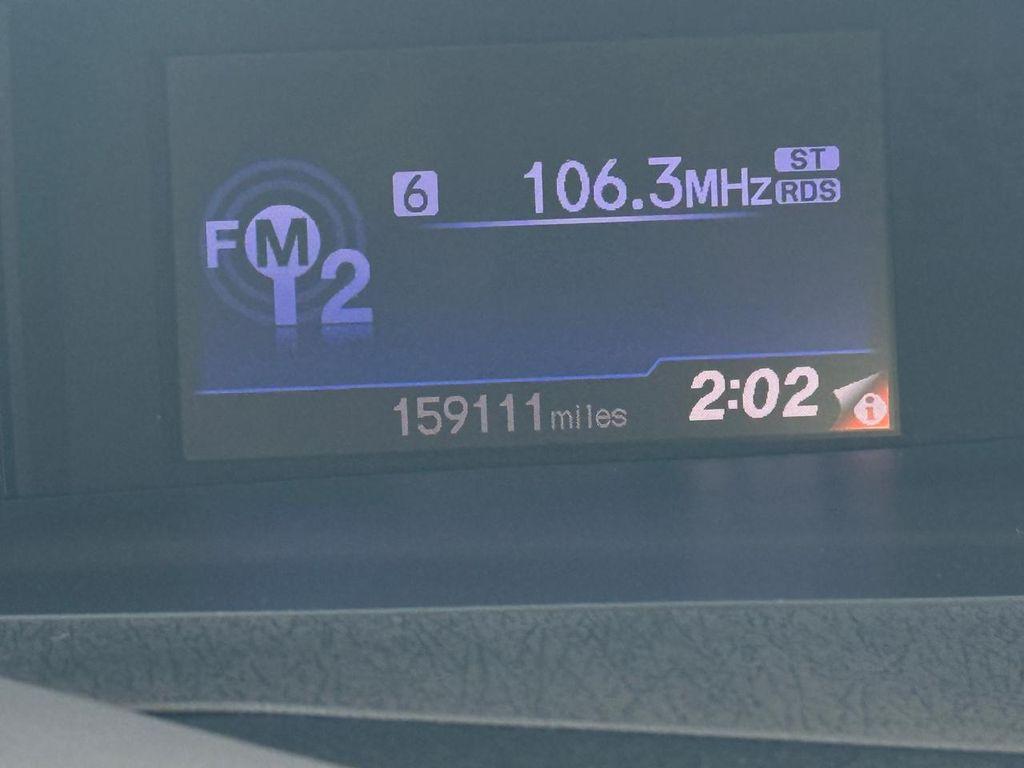 6 106.3MHz ST
RDS
FM2
159111miles 2:02 i